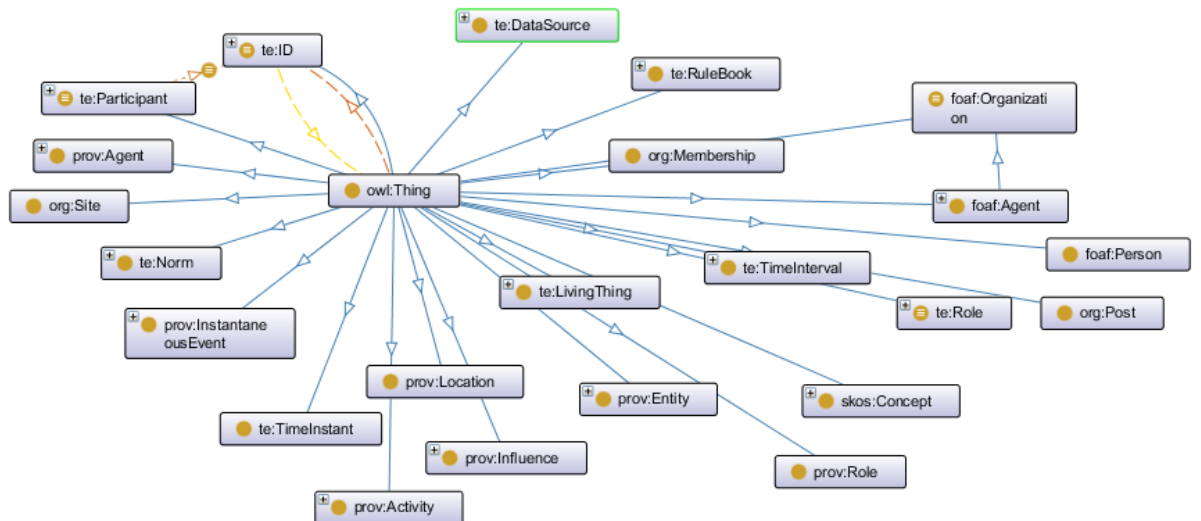 te:DataSource
te:ID
te:RuleBook
te:Participant
foaf:Organizati
on
prov:Agent
org:Membership
owl:Thing
org:Site
foaf:Agent
foaf:Person
te:Norm
te:TimeInterval
te:LivingThing
te:Role
org:Post
prov:Instantane
ousEvent
prov:Location
prov:Entity
skos:Concept
te:TimeInstant
prov:Influence
prov:Role
prov:Activity